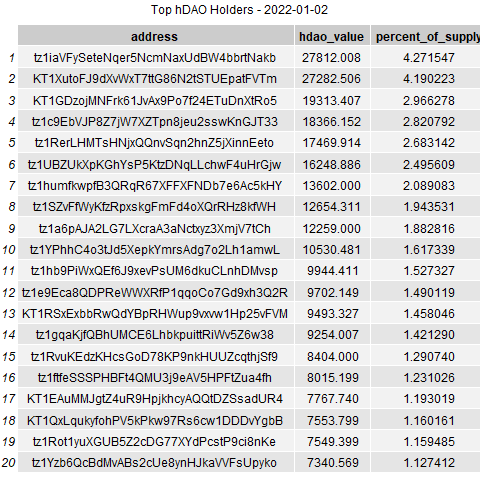 Top hDAO Holders - 2022-01-02
address hdao_value percent_of_supply
1 tz1iaVFySeteNqer5NcmNaxUdBW4bbrtNakb 27812.008 4.271547
2 KT1XutoFJ9dXvWxT7ttG86N2tSTUEpatFVTm 27282.506 4.190223
3 KT1GDzojMNFrk61JvAx9Po7f24ETuDnXtRo5 19313.407 2.966278
4 tz1c9EbVJP8Z7jW7XZTpn8jeu2sswKnGJT33 18366.152 2.820792
5 tz1RerLHMTsHNjxQQnvSqn2hnZ5jXinnEeto 17469.914 2.683142
6 tz1UBZUkXpKGhYsP5KtzDNqLLchwF4uHrGjw 16248.886 2.495609
7 tz1humfkwpfB3QRqR67XFFXFNDb7e6Ac5kHY 13602.000 2.089083
8 tz1SZvFfWyKfzRpxskgFmFd4oXQrRHz8kfWH 12654.311 1.943531
9 tz1a6pAJA2LG7LXcraA3aNctxyz3XmjV7tCh 12259.000 1.882816
10 tz1YPhhC4o3tJd5XepkYmrsAdg7o2Lh1amwL 10530.481 1.617339
11 tz1hb9PiWxQEf6J9xevPsUM6dkuCLnhDMvsp 9944.411 1.527327
12 tz1e9Eca8QDPReWWXRfP1qqoCo7Gd9xh3Q2R 9702.149 1.490119
13 KT1RSxExbbRwQdYBpRHWup9vxvw1Hp25vFVM 9493.327 1.458046
14 tz1gqaKjfQBhUMCE6LhbkpuittRiWv5Z6w38 9254.007 1.421290
15 tz1RvuKEdzKHcsGoD78KP9nkHUUZcqthjSf9 8404.000 1.290740
16 tz1ftfeSSSPHBFt4QMU3j9eAV5HPFtZua4fh 8015.199 1.231026
17 KT1EAuMMJgtZ4uR9HpjkhcyAQQtDZSsadUR4 7767.740 1.193019
18 KT1QxLqukyfohPV5kPkw97Rs6cw1DDDvYgbB 7553.799 1.160161
19 tz1Rot1yuXGUB5Z2cDG77XYdPcstP9ci8nKe 7549.399 1.159485
20 tz1Yzb6QcBdMvABs2cUe8ynHJkaVVFsUpyko 7340.569 1.127412